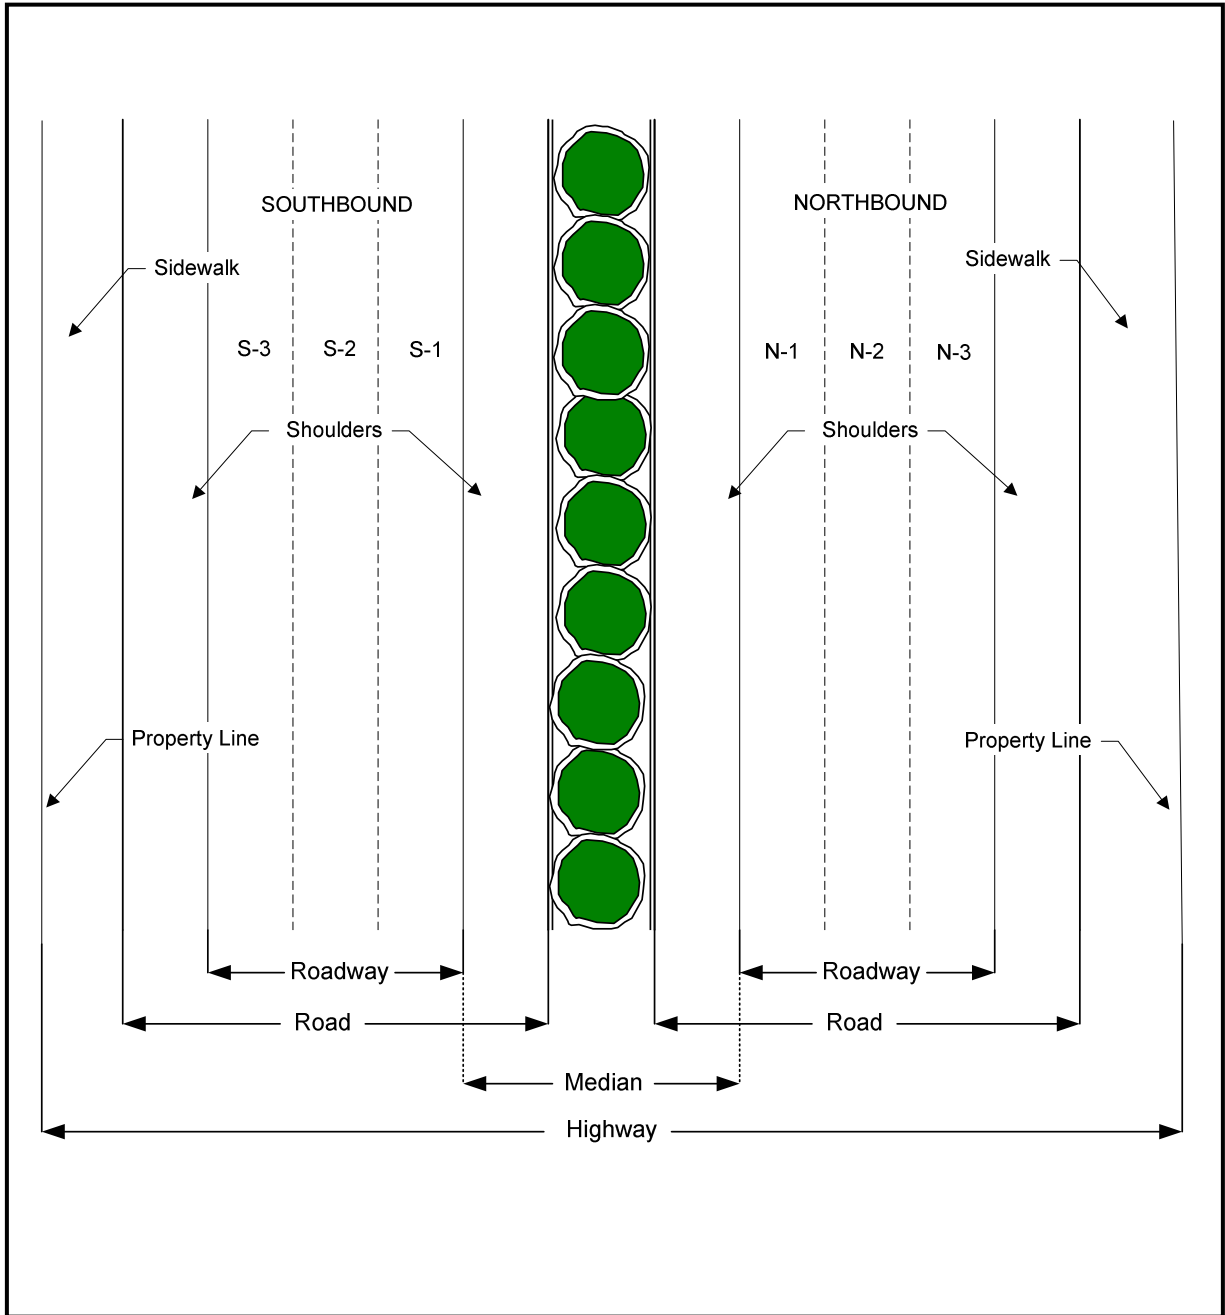 SOUTHBOUND
NORTHBOUND
Sidewalk
Sidewalk
S-3 S-2 S-1 N-1 N-2 N-3
Shoulders
Shoulders
Property Line
Property Line
Roadway
Roadway
Road
Road
Median
Highway